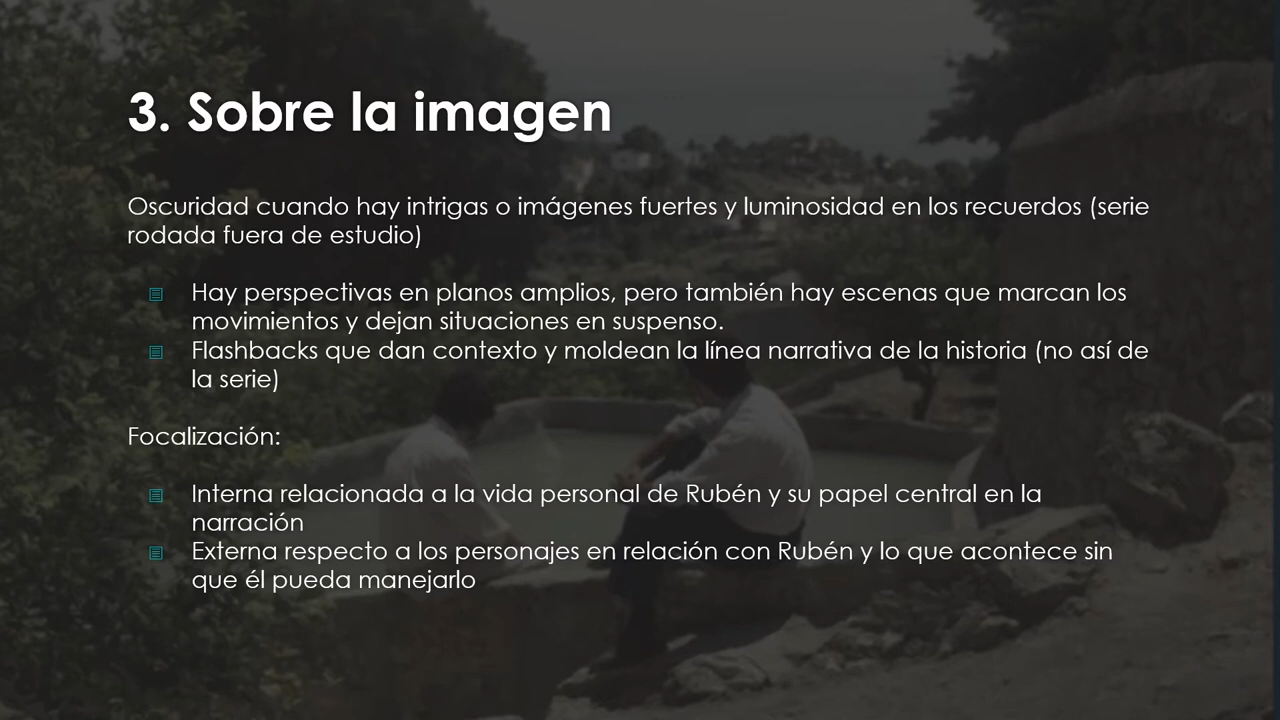 3. Sobre la imagen
Oscuridad cuando hay intrigas o imágenes fuertes y luminosidad en los recuerdos (serie
rodada fuera de estudio)
Hay perspectivas en planos amplios, pero también hay escenas que marcan los
movimientos y dejan situaciones en suspenso.
Flashbacks que dan contexto y moldean la línea narrativa de la historia (no así de
la serie)
Focalización:
Interna relacionada a la vida personal de Rubén y su papel central en la
narración
Externa respecto a los personajes en relación con Rubén y lo que acontece sin
que él pueda manejarlo